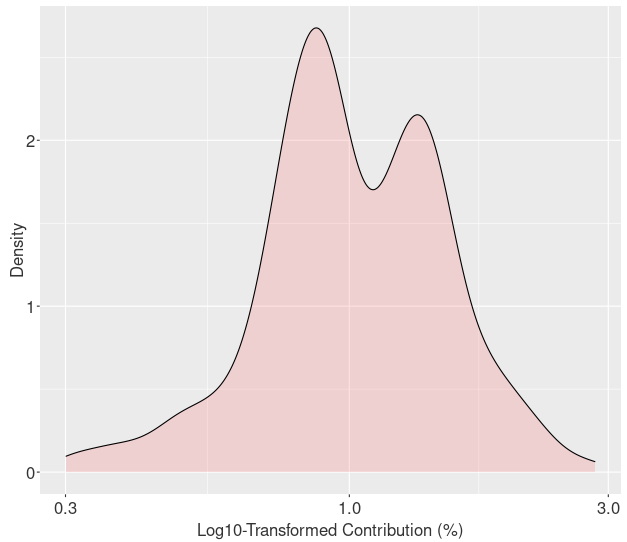 2
1
0
Density
0.3 1.0 3.0
Log10-Transformed Contribution (%)